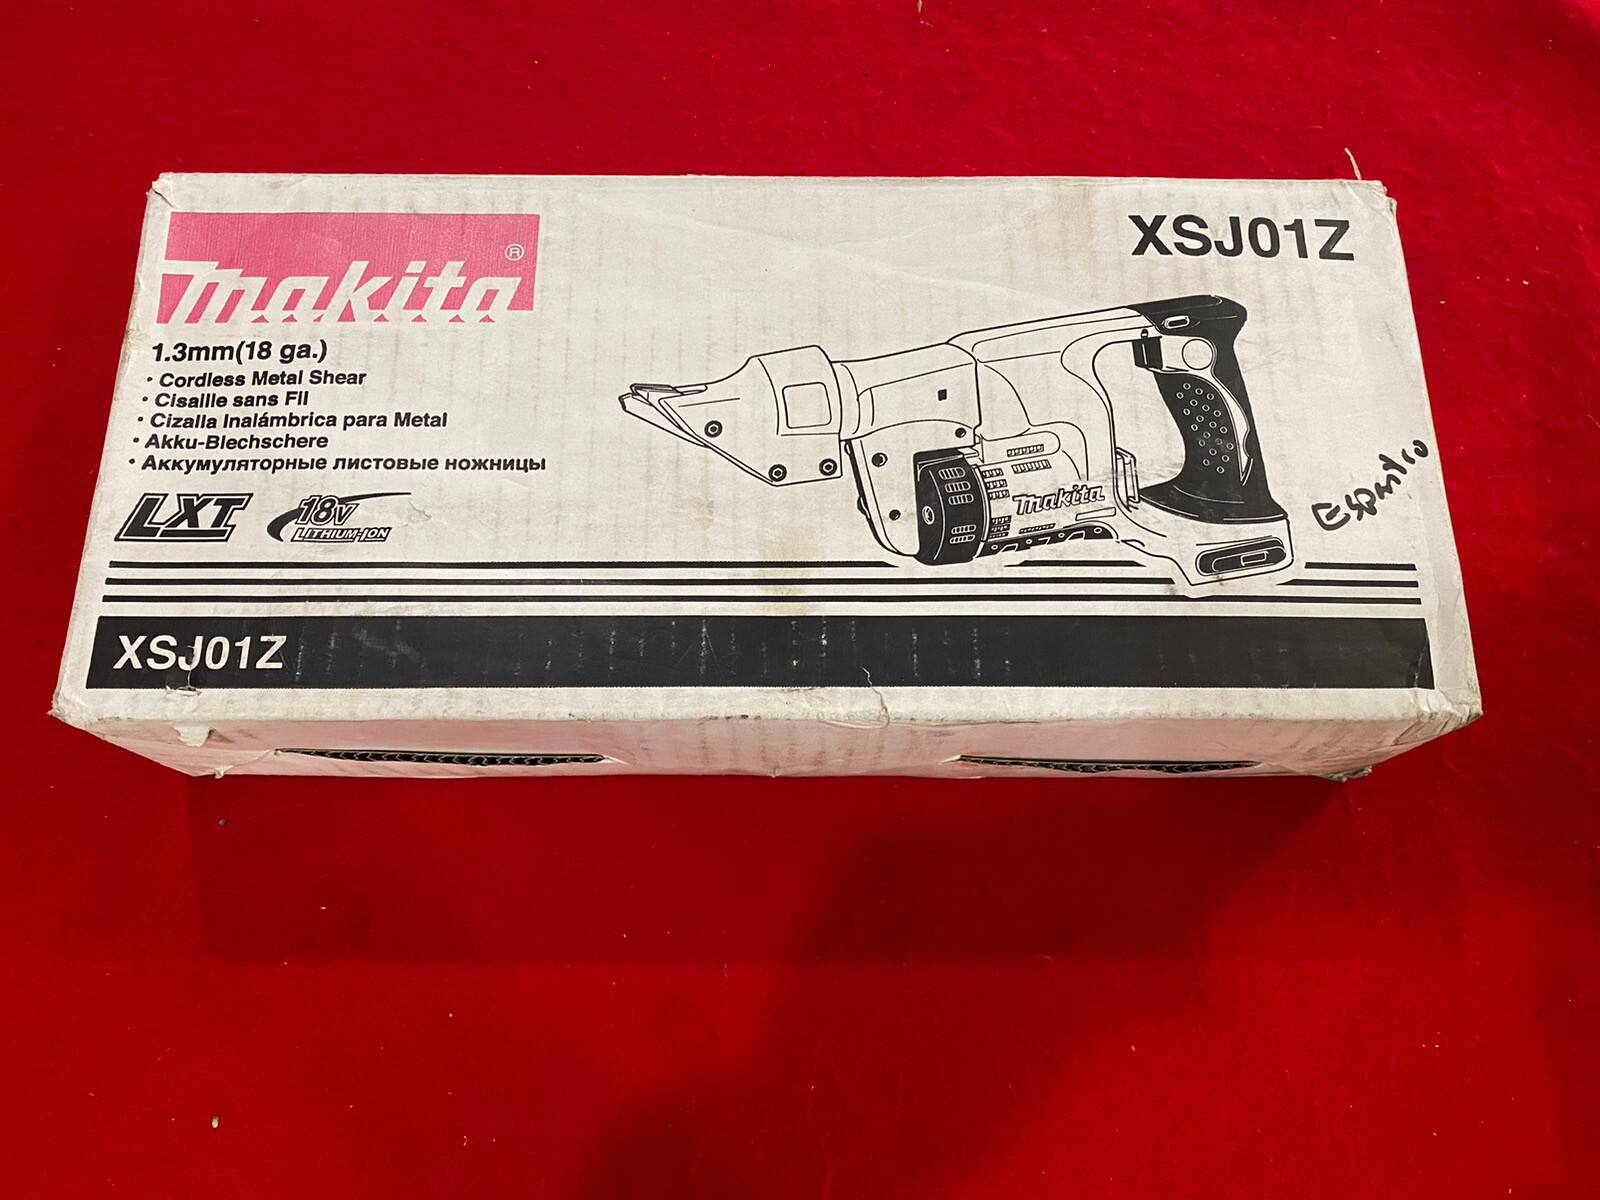 makita®
XSJ01Z
1.3mm(18 ga.)
• Cordless Metal Shear
• Cisaille sans Fil
• Cizalla Inalámbrica para Metal
• Akku-Blechschere
• Аккумуляторные листовые ножницы
LXT
18V
LITHIUM-ION
makita
XSJ01Z